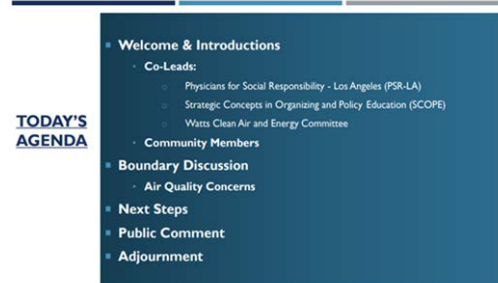 TODAY'S
AGENDA
Welcome & Introductions
Co-Leads:
Physicians for Social Responsibility - Los Angeles (PSR-LA)
Strategic Concepts in Organizing and Policy Education (SCOPE)
Watts Clean Air and Energy Committee
Community Members
Boundary Discussion
Air Quality Concerns
Next Steps
Public Comment
Adjournment